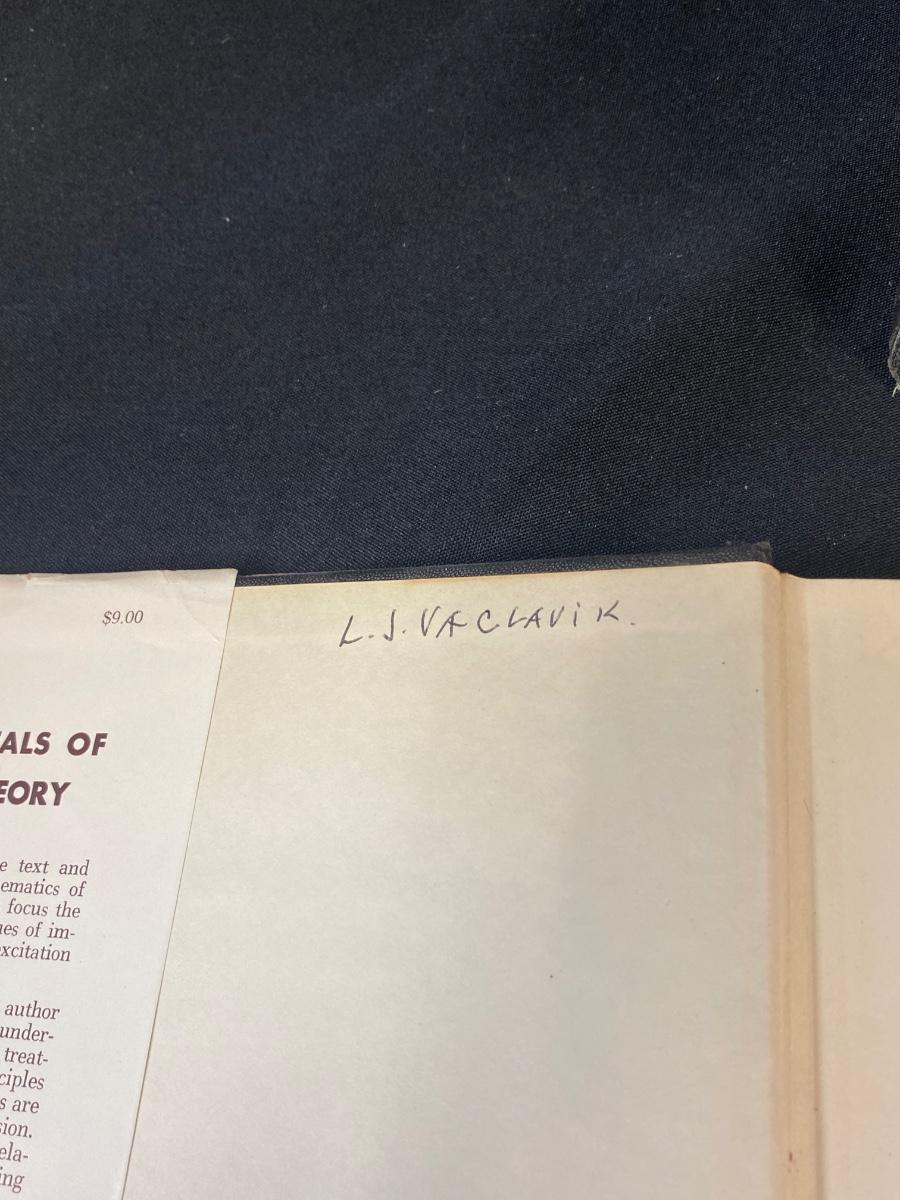 $9.00
L.J. VACLAViK.
ALS OF
EORY
e text and
ematics of
focus the
ues of im-
xcitation
author
under-
treat-
ciples
s are
sion.
ela-
ing